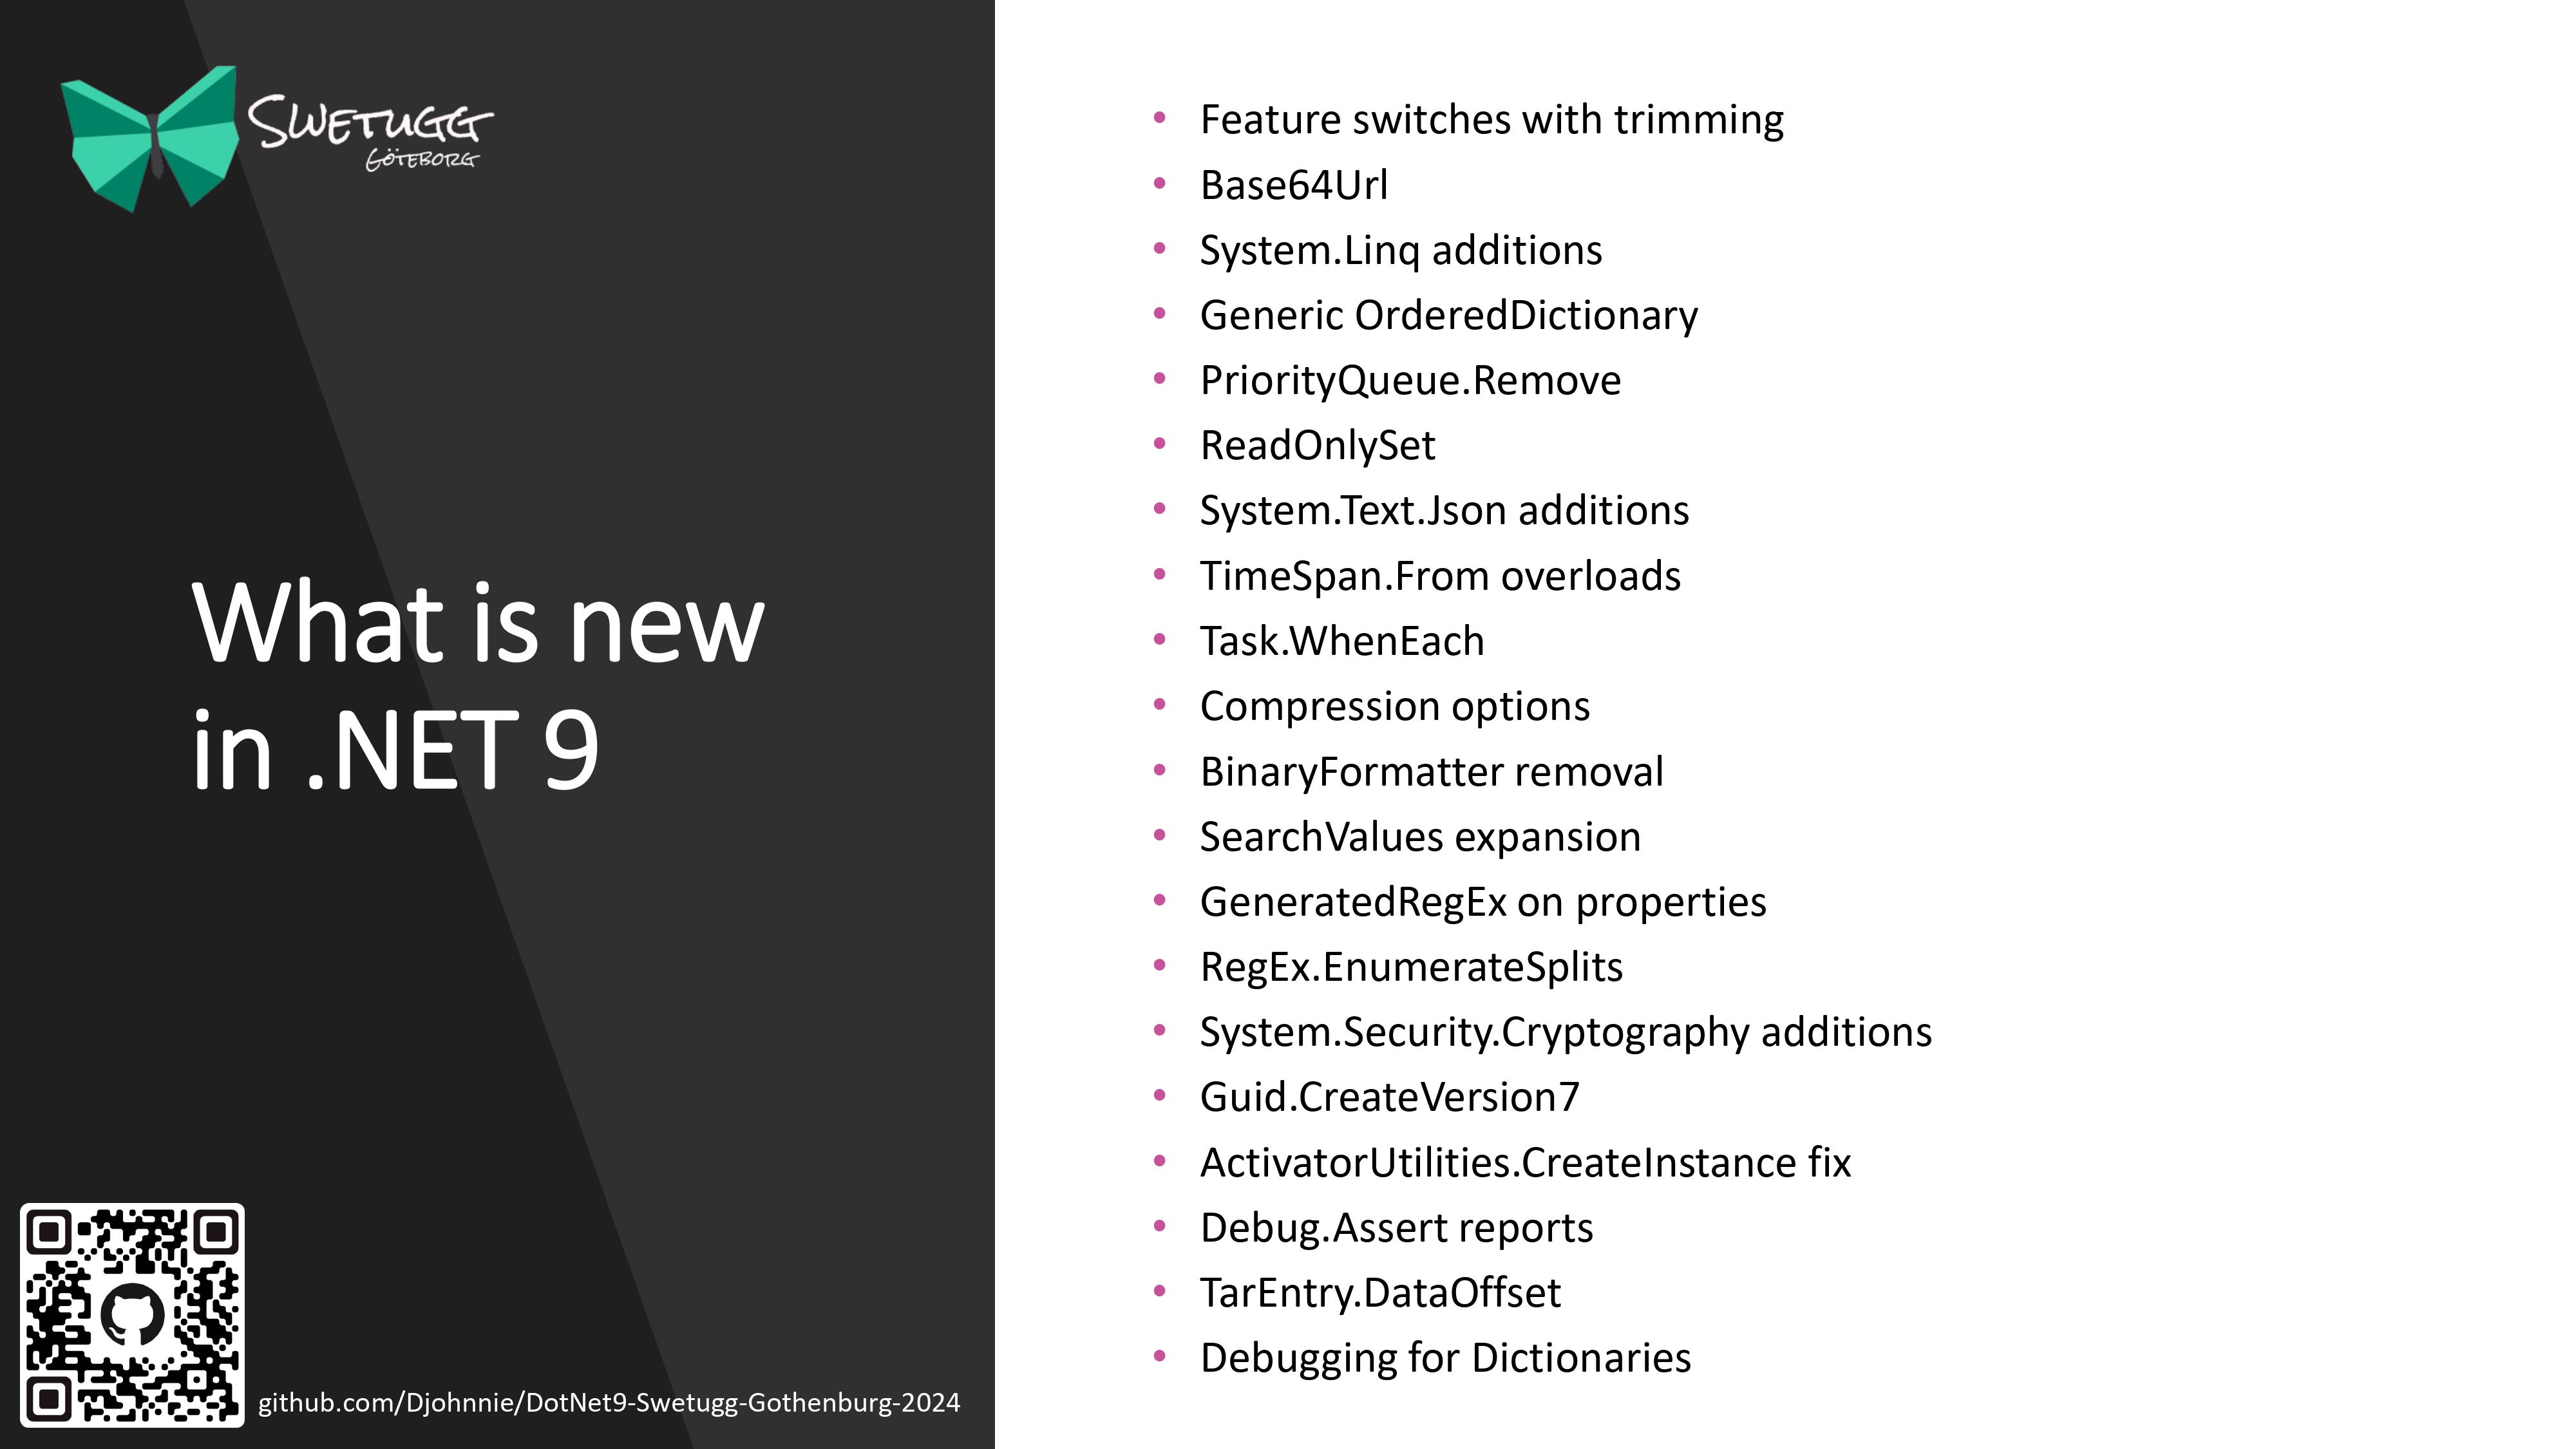 SWETUGG
GÖTEBORG
What is new
in .NET 9
github.com/Djohnnie/DotNet9-Swetugg-Gothenburg-2024
• Feature switches with trimming
• Base64Url
• System.Linq additions
• Generic OrderedDictionary
• PriorityQueue.Remove
• ReadOnlySet
• System.Text.Json additions
• TimeSpan.From overloads
• Task.WhenEach
• Compression options
• BinaryFormatter removal
• SearchValues expansion
• GeneratedRegEx on properties
• RegEx.EnumerateSplits
• System.Security.Cryptography additions
• Guid.CreateVersion7
• ActivatorUtilities.CreateInstance fix
• Debug.Assert reports
• TarEntry.DataOffset
• Debugging for Dictionaries